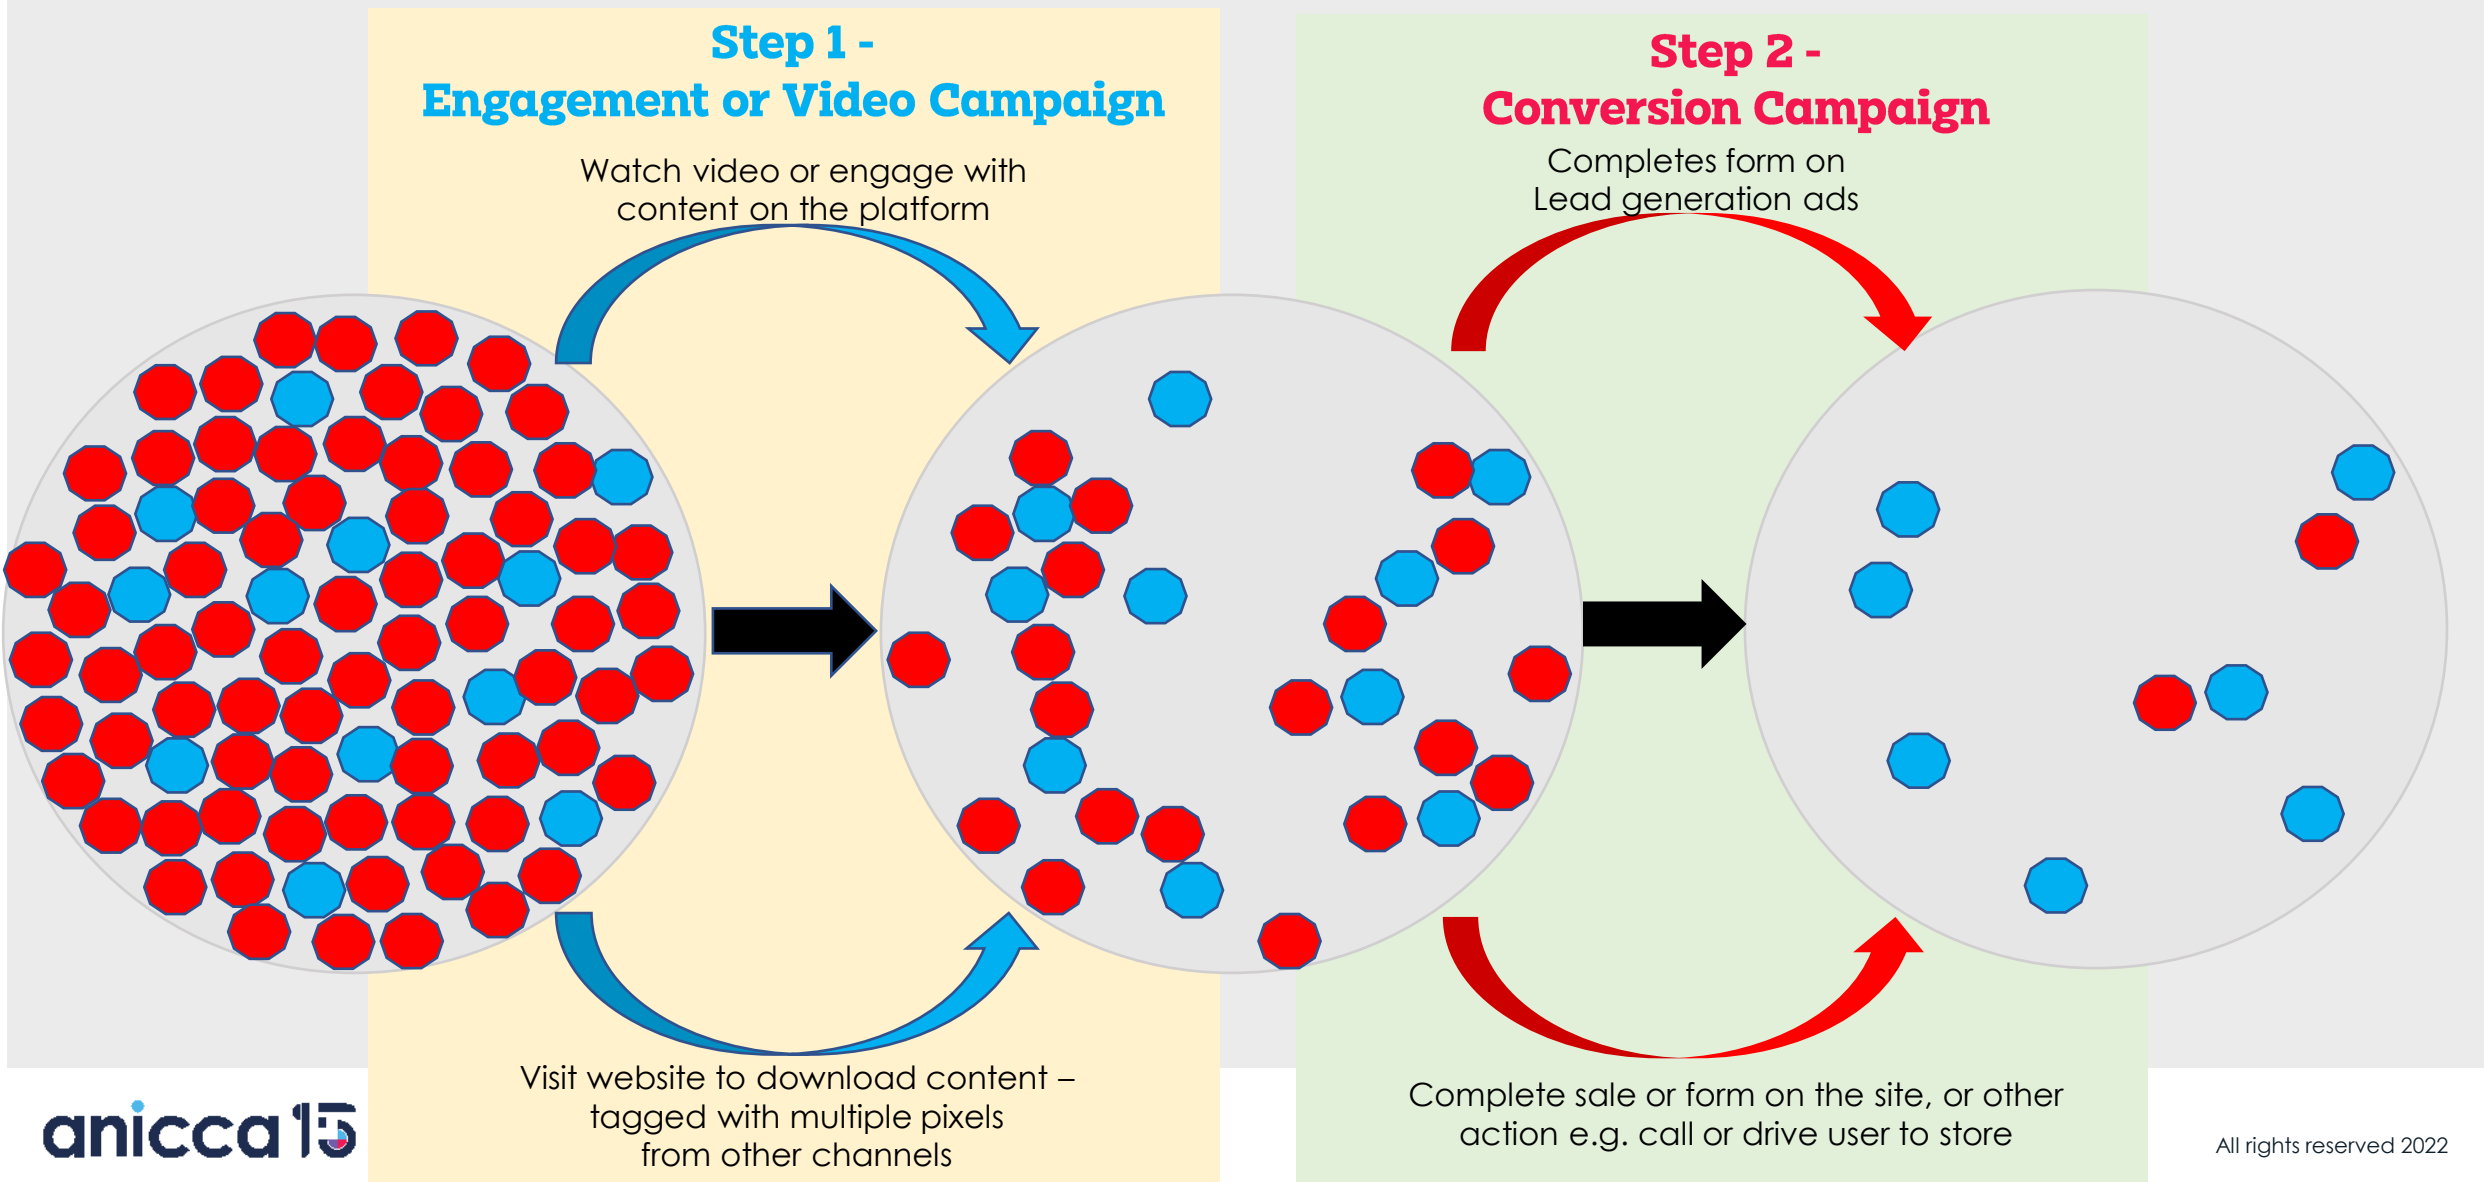 Step 1 -
Engagement or Video Campaign
Watch video or engage with
content on the platform
Step 2 -
Conversion Campaign
Completes form on
Lead generation ads
Visit website to download content –
tagged with multiple pixels
from other channels
Complete sale or form on the site, or other
action e.g. call or drive user to store
anicca 15
All rights reserved 2022